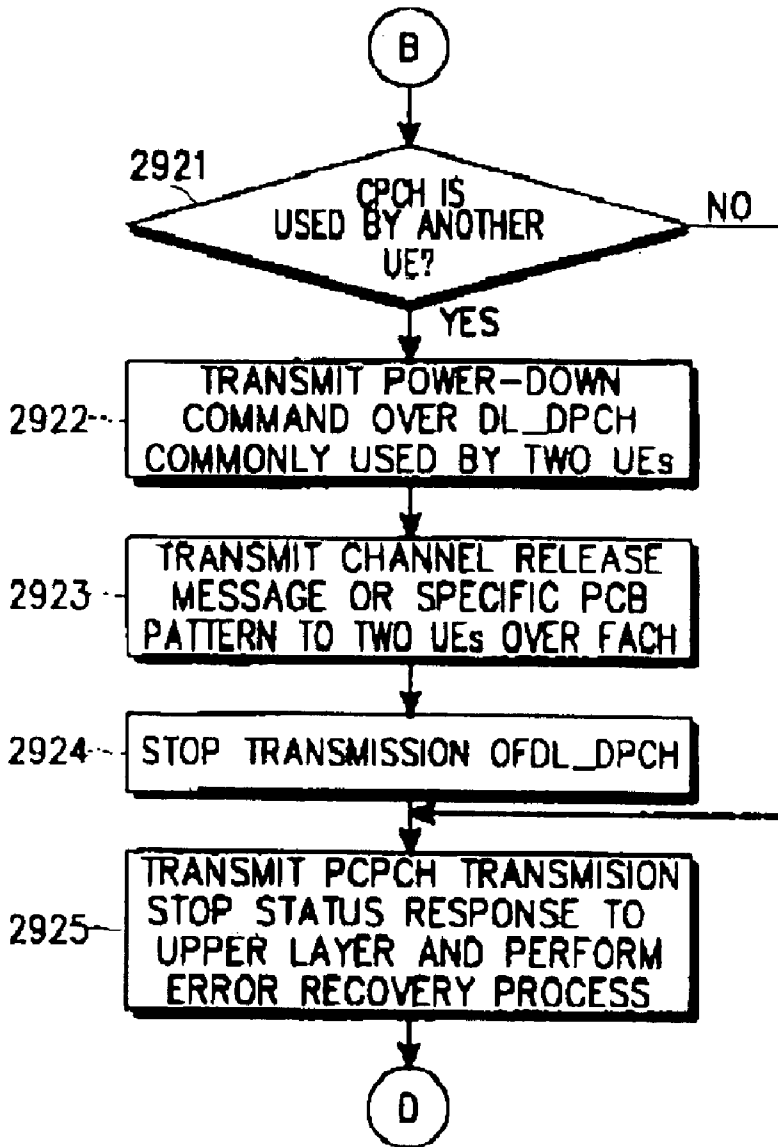 B
2921
CPCH IS
USED BY ANOTHER
UE?
NO
YES
2922
TRANSMIT POWER-DOWN
COMMAND OVER DL_DPCH
COMMONLY USED BY TWO UEs
2923
TRANSMIT CHANNEL RELEASE
MESSAGE OR SPECIFIC PCB
PATTERN TO TWO UEs OVER FACH
2924
STOP TRANSMISSION OFDL_DPCH
2925
TRANSMIT PCPCH TRANSMISION
STOP STATUS RESPONSE TO
UPPER LAYER AND PERFORM
ERROR RECOVERY PROCESS
D